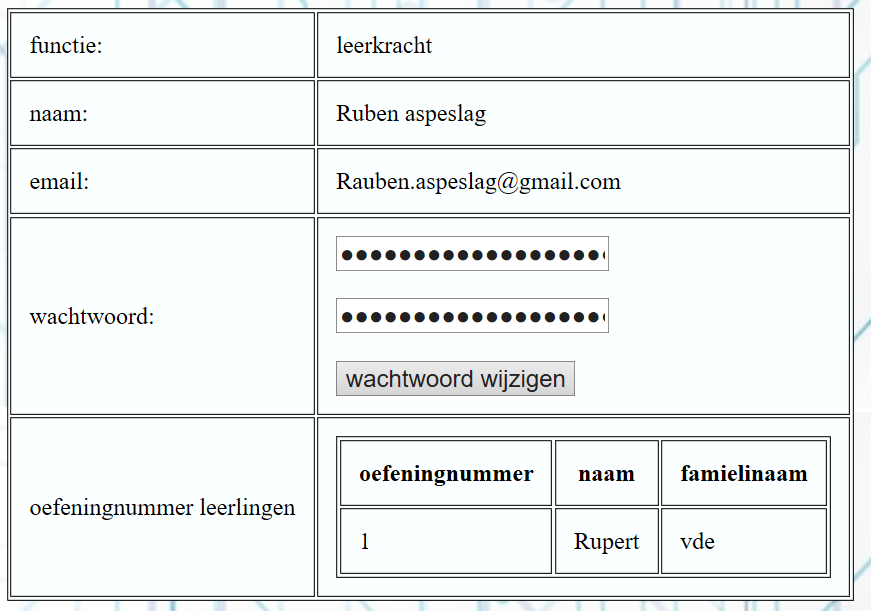 functie: leerkracht
naam: Ruben aspeslag
email: Rauben.aspeslag@gmail.com
wachtwoord:
wachtwoord wijzigen
oefeningnummer leerlingen
oefeningnummer naam famielinaam
1 Rupert vde